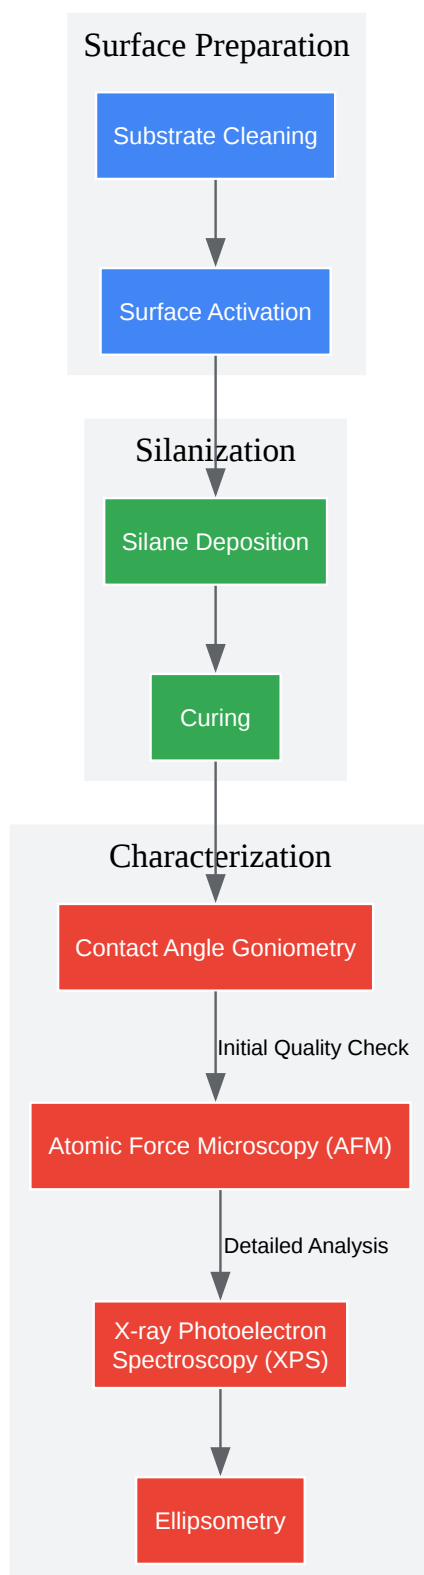 Surface Preparation
Substrate Cleaning
Surface Activation
Silanization
Silane Deposition
Curing
Characterization
Contact Angle Goniometry
Initial Quality Check
Atomic Force Microscopy (AFM)
Detailed Analysis
X-ray Photoelectron
Spectroscopy (XPS)
Ellipsometry